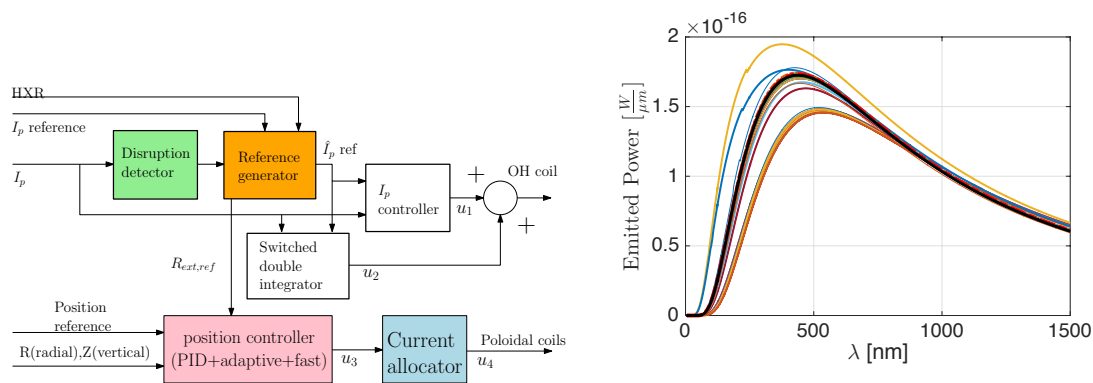 HXR
I_p reference
I_p
Disruption
detector
Reference
generator
Î_p ref
I_p
controller
u_1
+
+
OH coil
Switched
double
integrator
u_2
R_{ext,ref}
Position
reference
R(radial),Z(vertical)
position controller
(PID+adaptive+fast)
u_3
Current
allocator
u_4
Poloidal coils
2 ×10^{-16}
1.5
1
0.5
0
0 500 1000 1500
Emitted Power [W/μm]
λ [nm]